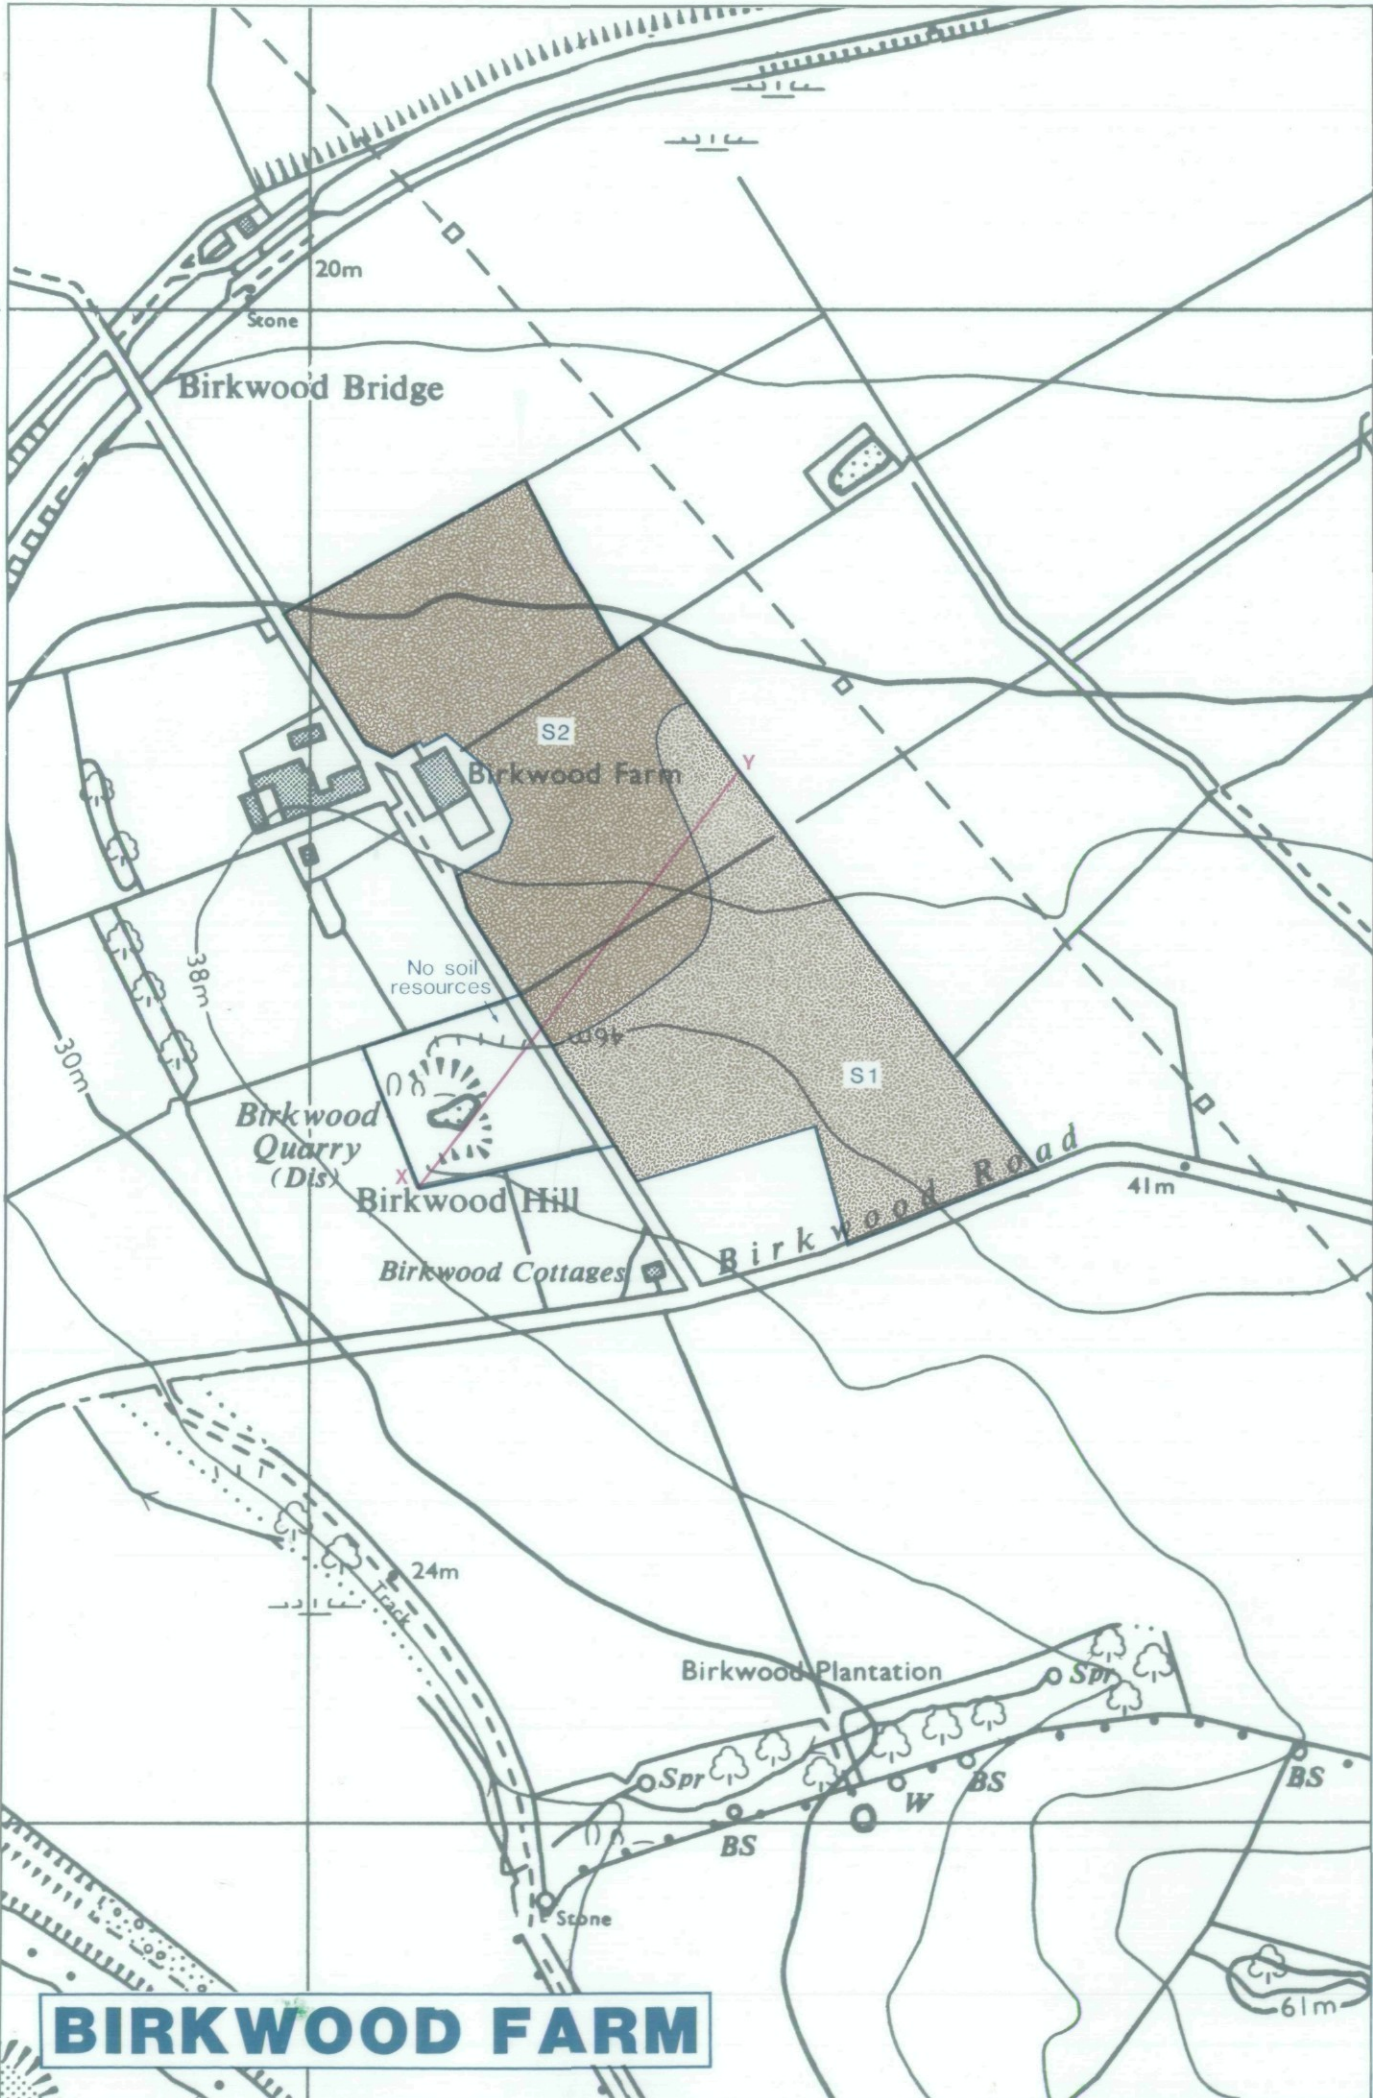 20m
Stone
Birkwood Bridge
S2
Birkwood Farm
Y
No soil
resources
38m
46m
30m
S1
Birkwood
Quarry
(Dis)
X
Birkwood Hill
Birkwood Road
41m
Birkwood Cottages
24m
Track
Birkwood Plantation
Spr
Spr
BS
W
BS
BS
Stone
61m
BIRKWOOD FARM